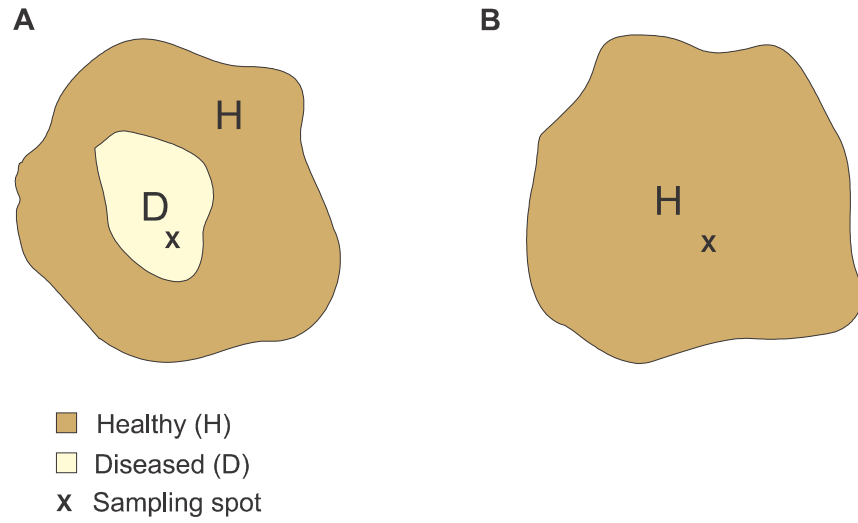 A
B
H
D
x
H
x
Healthy (H)
Diseased (D)
x Sampling spot